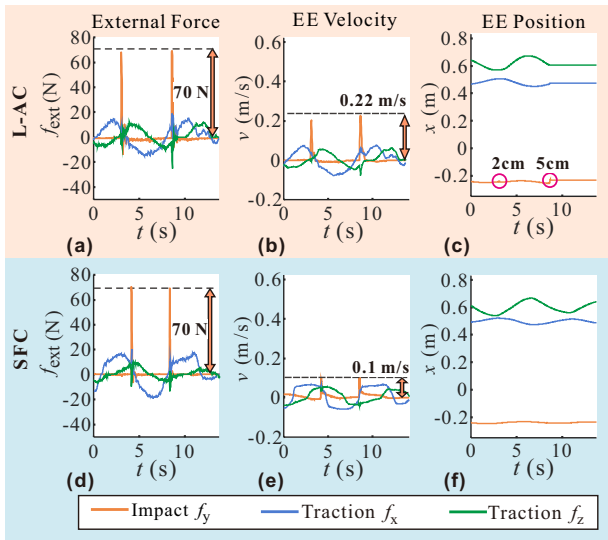 External Force EE Velocity EE Position
L-AC
(a)
f_ext (N)
80
60
40
20
0
-20
-40
70 N
0 5 10
t (s)
(b)
v (m/s)
0.6
0.4
0.2
0
-0.2
0.22 m/s
0 5 10
t (s)
(c)
x (m)
0.8
0.6
0.4
0.2
0
-0.2
2cm 5cm
0 5 10
t (s)
SFC
(d)
f_ext (N)
80
60
40
20
0
-20
-40
70 N
0 5 10
t (s)
(e)
v (m/s)
0.6
0.4
0.2
0
-0.2
0.1 m/s
0 5 10
t (s)
(f)
x (m)
0.8
0.6
0.4
0.2
0
-0.2
0 5 10
t (s)
Impact f_y Traction f_x Traction f_z